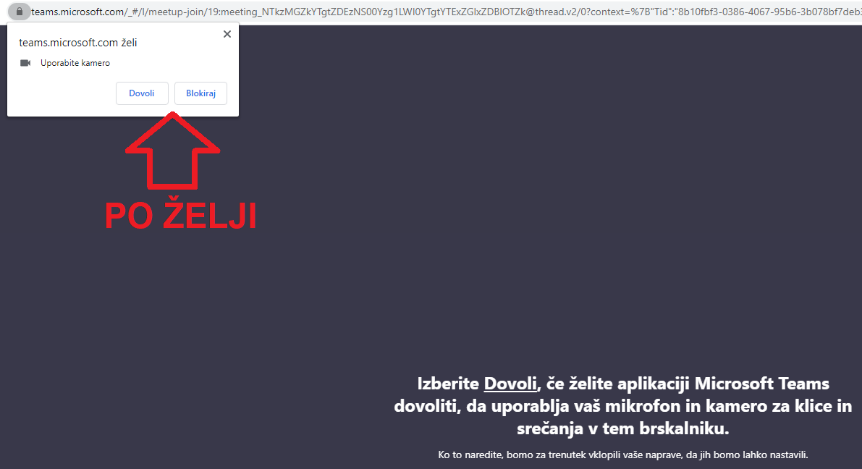 teams.microsoft.com/_#/l/meetup-join/19:meeting_NTkzMGZkYTgtZDEzNS00Yzg1LWI0YTgtYTExZGIxZDBlOTZk@thread.v2/0?context=%7B"Tid":"8b10fbf3-0386-4067-95b6-3b078bf7deb3
teams.microsoft.com želi
Uporabite kamero
Dovoli Blokiraj
PO ŽELJI
Izberite Dovoli, če želite aplikaciji Microsoft Teams
dovoliti, da uporablja vaš mikrofon in kamero za klice in
srečanja v tem brskalniku.
Ko to naredite, bomo za trenutek vklopili vaše naprave, da jih bomo lahko nastavili.